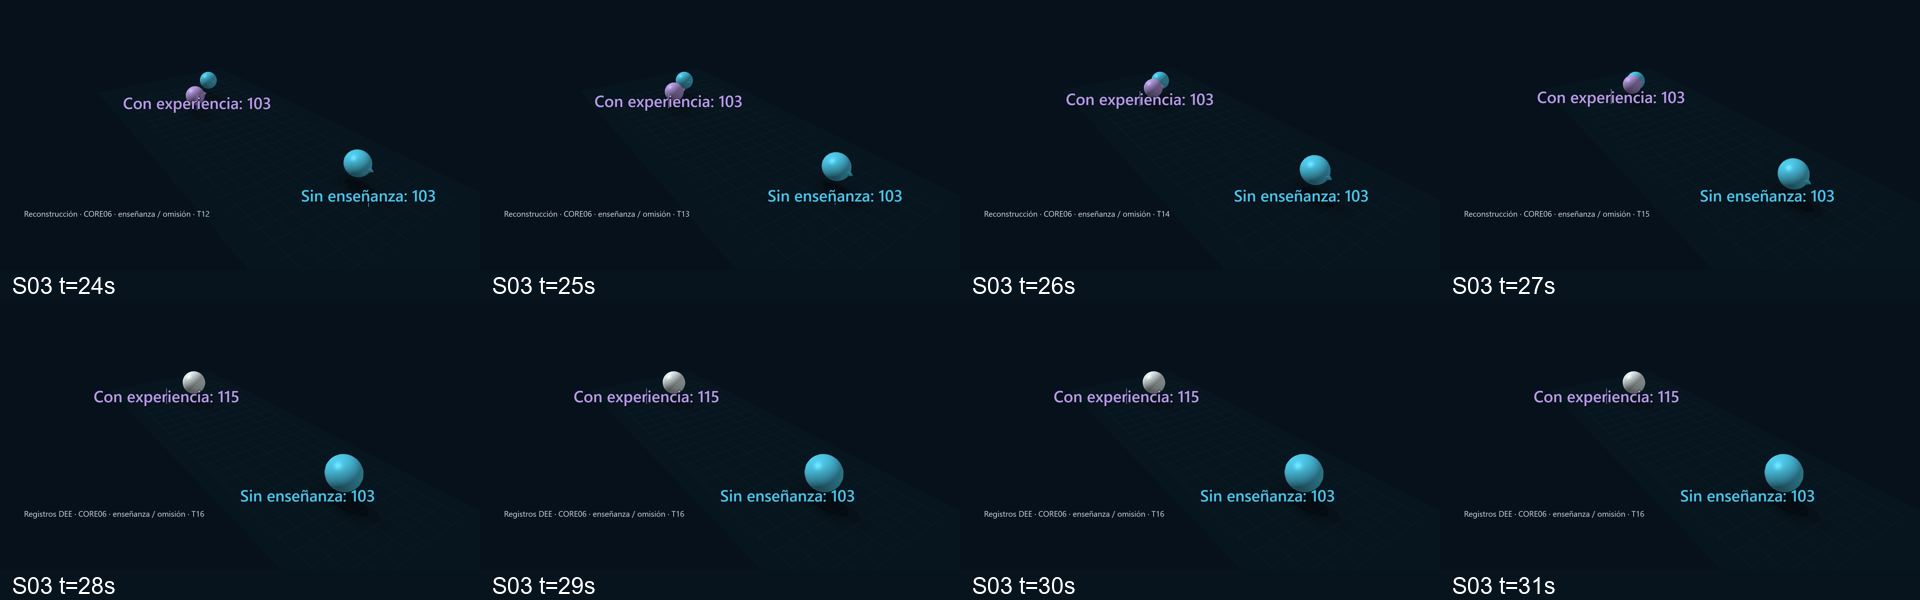 Con experiencia: 103
Sin enseñanza: 103
Reconstrucción · CORE06 · enseñanza / omisión · T12
S03 t=24s
Con experiencia: 103
Sin enseñanza: 103
Reconstrucción · CORE06 · enseñanza / omisión · T13
S03 t=25s
Con experiencia: 103
Sin enseñanza: 103
Reconstrucción · CORE06 · enseñanza / omisión · T14
S03 t=26s
Con experiencia: 103
Sin enseñanza: 103
Reconstrucción · CORE06 · enseñanza / omisión · T15
S03 t=27s
Con experiencia: 115
Sin enseñanza: 103
Registros DEE · CORE06 · enseñanza / omisión · T16
S03 t=28s
Con experiencia: 115
Sin enseñanza: 103
Registros DEE · CORE06 · enseñanza / omisión · T16
S03 t=29s
Con experiencia: 115
Sin enseñanza: 103
Registros DEE · CORE06 · enseñanza / omisión · T16
S03 t=30s
Con experiencia: 115
Sin enseñanza: 103
Registros DEE · CORE06 · enseñanza / omisión · T16
S03 t=31s